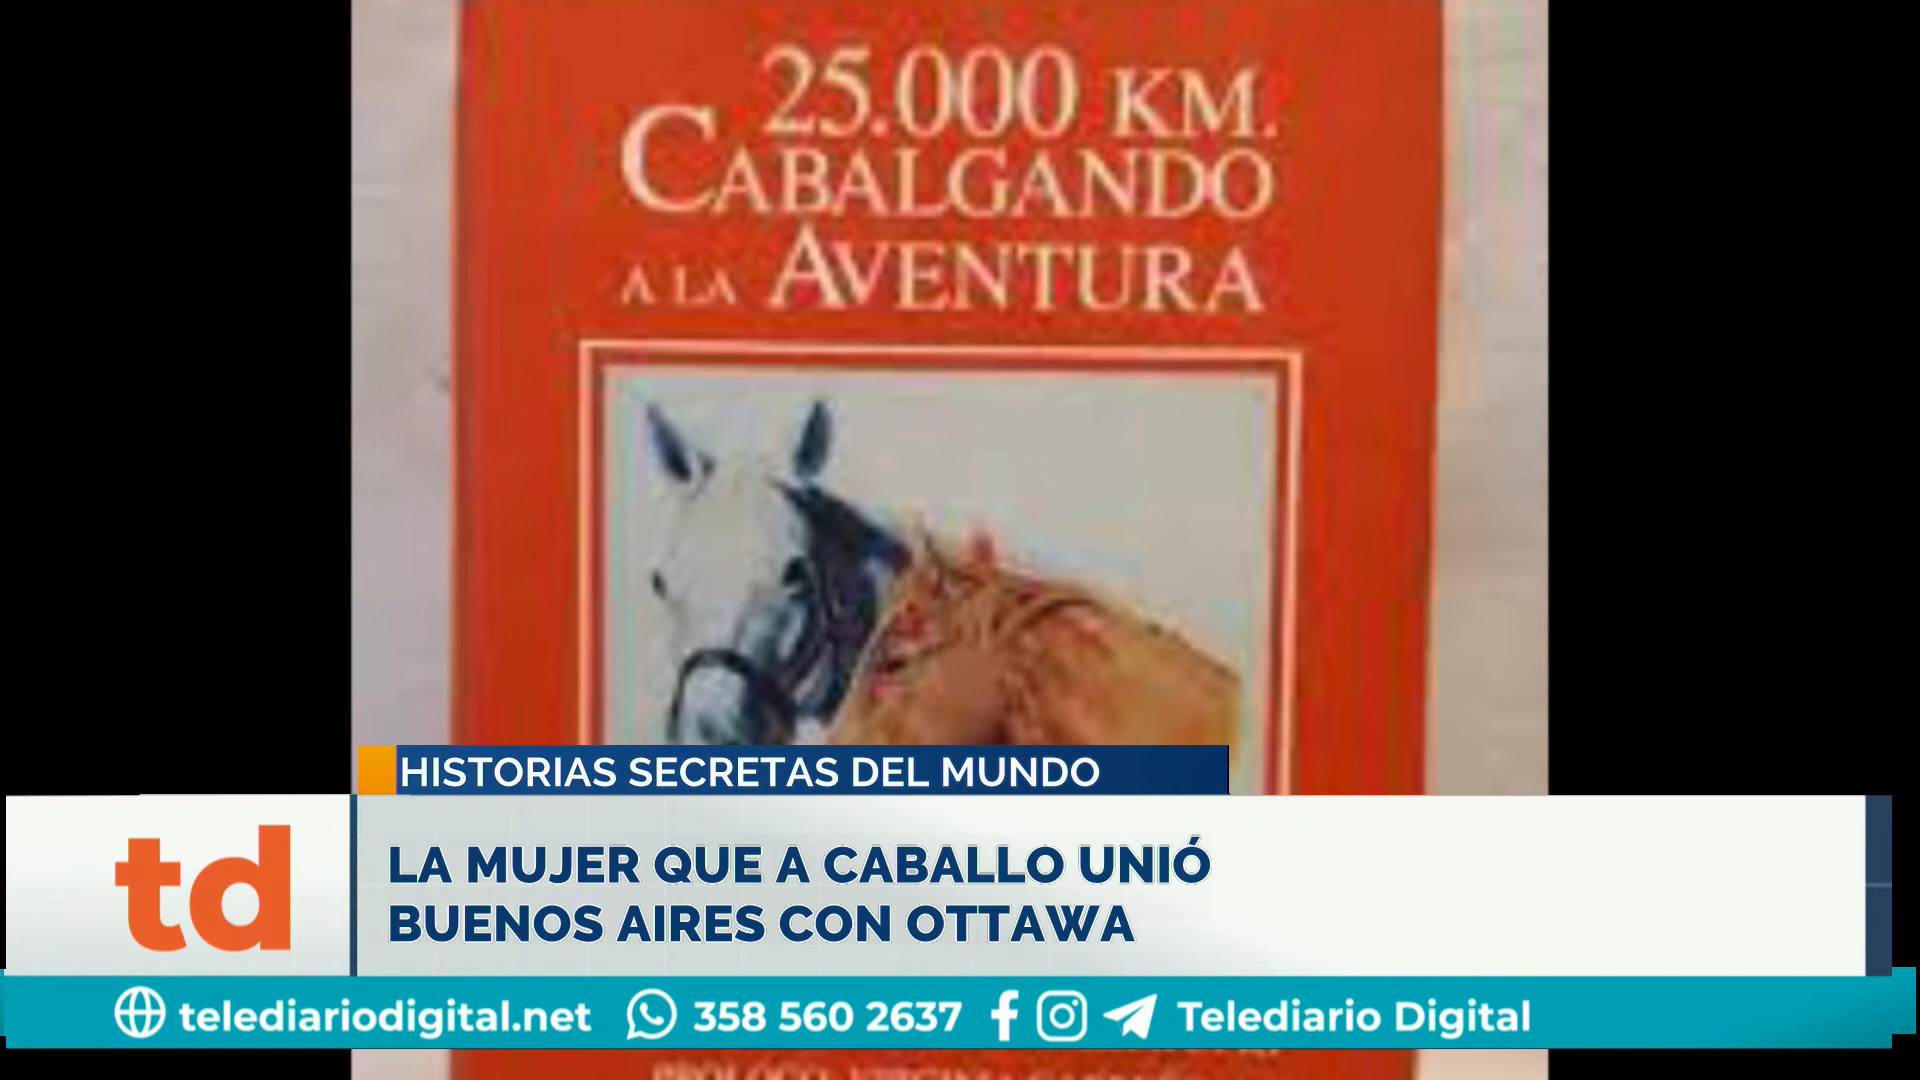 25.000 KM.
CABALGANDO
A LA AVENTURA
HISTORIAS SECRETAS DEL MUNDO
td
LA MUJER QUE A CABALLO UNIÓ
BUENOS AIRES CON OTTAWA
telediariodigital.net 358 560 2637 Telediario Digital